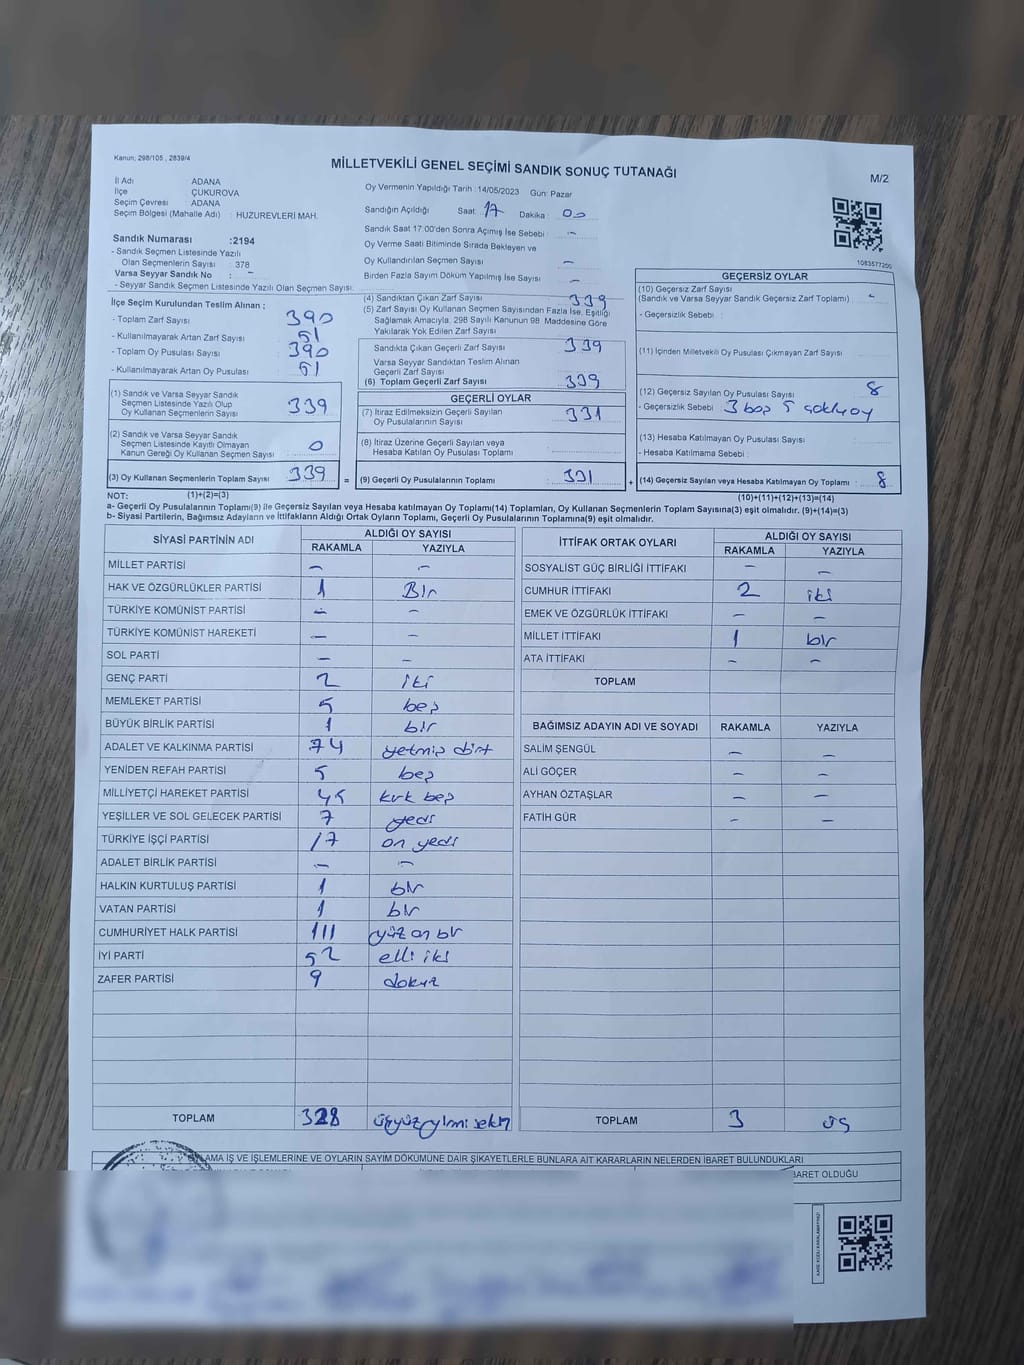 Kanun; 298/105 , 2839/4
MİLLETVEKİLİ GENEL SEÇİMİ SANDIK SONUÇ TUTANAĞI
M/2
İl Adı ADANA
İlçe ÇUKUROVA
Seçim Çevresi ADANA
Seçim Bölgesi (Mahalle Adı) : HUZUREVLERİ MAH.
Oy Vermenin Yapıldığı Tarih :14/05/2023 Gün: Pazar
Sandığın Açıldığı Saat: 17 Dakika : 00
Sandık Saat 17:00'den Sonra Açımış İse Sebebi : -
Oy Verme Saati Bitiminde Sırada Bekleyen ve
Oy Kullandırılan Seçmen Sayısı -
Birden Fazla Sayım Döküm Yapılmış İse Sayısı -
Sandık Numarası :2194
- Sandık Seçmen Listesinde Yazılı
Olan Seçmenlerin Sayısı : 378
Varsa Seyyar Sandık No : -
- Seyyar Sandık Seçmen Listesinde Yazılı Olan Seçmen Sayısı:
İlçe Seçim Kurulundan Teslim Alınan ;
- Toplam Zarf Sayısı 390
- Kullanılmayarak Artan Zarf Sayısı 51
- Toplam Oy Pusulası Sayısı 390
- Kullanılmayarak Artan Oy Pusulası 51
(1) Sandık ve Varsa Seyyar Sandık
Seçmen Listesinde Yazılı Olup
Oy Kullanan Seçmenlerin Sayısı 339
(2) Sandık ve Varsa Seyyar Sandık
Seçmen Listesinde Kayıtlı Olmayan
Kanun Gereği Oy Kullanan Seçmen Sayısı 0
(3) Oy Kullanan Seçmenlerin Toplam Sayısı 339 =
(4) Sandıktan Çıkan Zarf Sayısı 339
(5) Zarf Sayısı Oy Kullanan Seçmen Sayısından Fazla İse, Eşitliği
Sağlamak Amacıyla, 298 Sayılı Kanunun 98. Maddesine Göre
Yakılarak Yok Edilen Zarf Sayısı
Sandıkta Çıkan Geçerli Zarf Sayısı 339
Varsa Seyyar Sandıktan Teslim Alınan
Geçerli Zarf Sayısı
(6) Toplam Geçerli Zarf Sayısı 339
GEÇERLİ OYLAR
(7) İtiraz Edilmeksizin Geçerli Sayılan
Oy Pusulalarının Sayısı 331
(8) İtiraz Üzerine Geçerli Sayılan veya
Hesaba Katılan Oy Pusulası Toplamı
(9) Geçerli Oy Pusulalarının Toplamı : 331 +
1083577205
GEÇERSİZ OYLAR
(10) Geçersiz Zarf Sayısı
(Sandık ve Varsa Seyyar Sandık Geçersiz Zarf Toplamı) : -
- Geçersizlik Sebebi :
(11) İçinden Milletvekili Oy Pusulası Çıkmayan Zarf Sayısı
(12) Geçersiz Sayılan Oy Pusulası Sayısı 8
- Geçersizlik Sebebi : 3 boş 5 çoklu oy
(13) Hesaba Katılmayan Oy Pusulası Sayısı
- Hesaba Katılmama Sebebi :
(14) Geçersiz Sayılan veya Hesaba Katılmayan Oy Toplamı : 8
NOT: (1)+(2)=(3)
(10)+(11)+(12)+(13)=(14)
a- Geçerli Oy Pusulalarının Toplamı(9) ile Geçersiz Sayılan veya Hesaba katılmayan Oy Toplamı(14) Toplamları, Oy Kullanan Seçmenlerin Toplam Sayısına(3) eşit olmalıdır. (9)+(14)=(3)
b- Siyasi Partilerin, Bağımsız Adayların ve İttifakların Aldığı Ortak Oyların Toplamı, Geçerli Oy Pusulalarının Toplamına(9) eşit olmalıdır.
SİYASİ PARTİNİN ADI ALDIĞI OY SAYISI
RAKAMLA YAZIYLA
MİLLET PARTİSİ - -
HAK VE ÖZGÜRLÜKLER PARTİSİ 1 Bir
TÜRKİYE KOMÜNİST PARTİSİ - -
TÜRKİYE KOMÜNİST HAREKETİ - -
SOL PARTİ - -
GENÇ PARTİ 2 iki
MEMLEKET PARTİSİ 5 beş
BÜYÜK BİRLİK PARTİSİ 1 bir
ADALET VE KALKINMA PARTİSİ 74 yetmiş dört
YENİDEN REFAH PARTİSİ 5 beş
MİLLİYETÇİ HAREKET PARTİSİ 45 kırk beş
YEŞİLLER VE SOL GELECEK PARTİSİ 7 yedi
TÜRKİYE İŞÇİ PARTİSİ 17 on yedi
ADALET BİRLİK PARTİSİ - -
HALKIN KURTULUŞ PARTİSİ 1 bir
VATAN PARTİSİ 1 bir
CUMHURİYET HALK PARTİSİ 111 yüz on bir
İYİ PARTİ 52 elli iki
ZAFER PARTİSİ 9 dokuz
TOPLAM 328 üçyüzyirmi sekiz
İTTİFAK ORTAK OYLARI ALDIĞI OY SAYISI
RAKAMLA YAZIYLA
SOSYALİST GÜÇ BİRLİĞİ İTTİFAKI - -
CUMHUR İTTİFAKI 2 iki
EMEK VE ÖZGÜRLÜK İTTİFAKI - -
MİLLET İTTİFAKI 1 bir
ATA İTTİFAKI - -
TOPLAM
BAĞIMSIZ ADAYIN ADI VE SOYADI RAKAMLA YAZIYLA
SALİM ŞENGÜL - -
ALİ GÖÇER - -
AYHAN ÖZTAŞLAR - -
FATİH GÜR - -
TOPLAM 3 üç
LAMA İŞ VE İŞLEMLERİNE VE OYLARIN SAYIM DÖKÜMÜNE DAİR ŞİKAYETLERLE BUNLARA AİT KARARLARIN NELERDEN İBARET BULUNDUKLARI
BARET OLDUĞU